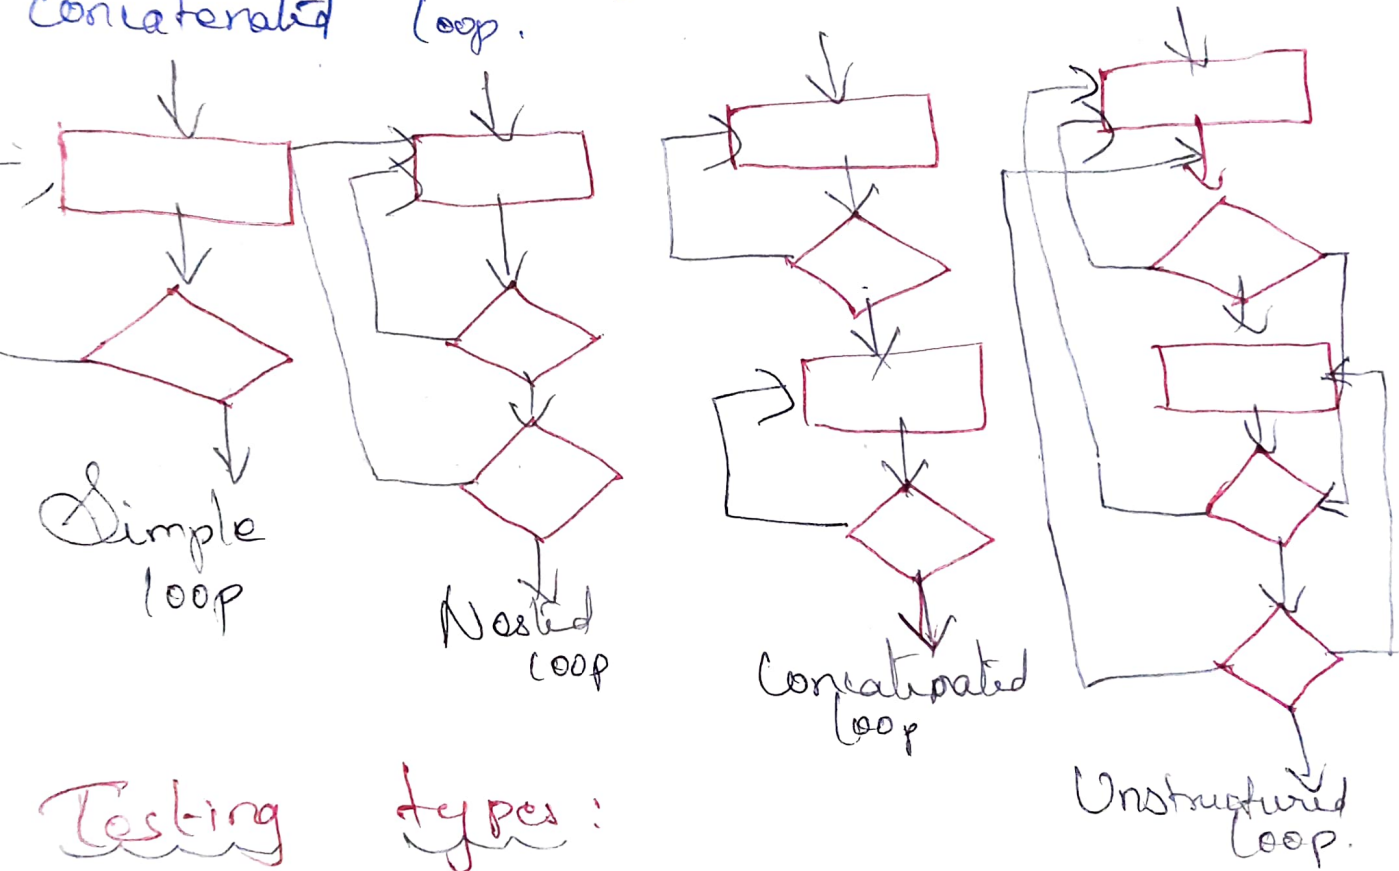 Concatenated loop.
Simple
loop
Nested
loop
Concatinated
loop
Unstructured
loop.
Testing types: